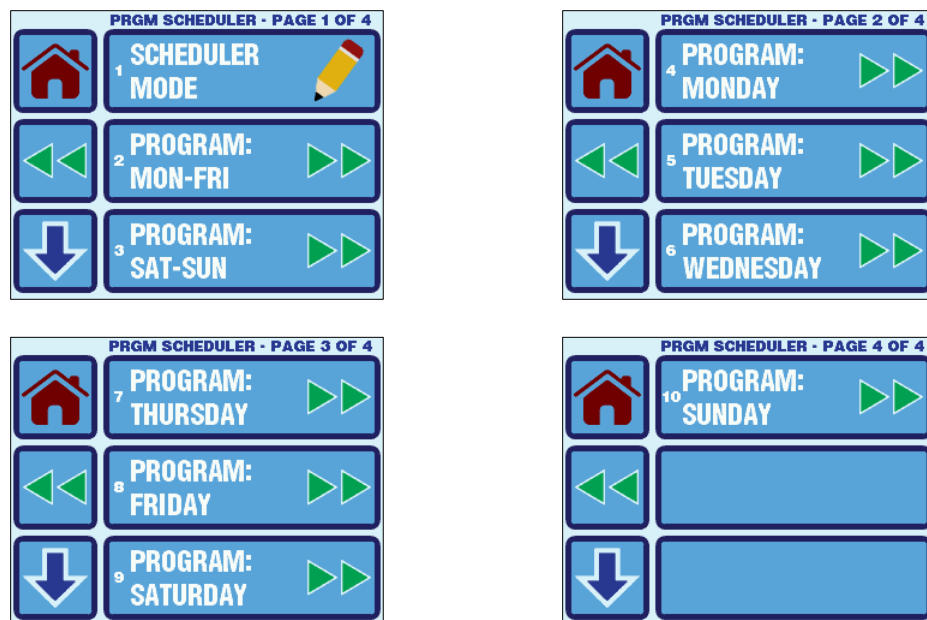 PRGM SCHEDULER - PAGE 1 OF 4
1 SCHEDULER
MODE
2 PROGRAM:
MON-FRI
3 PROGRAM:
SAT-SUN
PRGM SCHEDULER - PAGE 2 OF 4
4 PROGRAM:
MONDAY
5 PROGRAM:
TUESDAY
6 PROGRAM:
WEDNESDAY
PRGM SCHEDULER - PAGE 3 OF 4
7 PROGRAM:
THURSDAY
8 PROGRAM:
FRIDAY
9 PROGRAM:
SATURDAY
PRGM SCHEDULER - PAGE 4 OF 4
10 PROGRAM:
SUNDAY